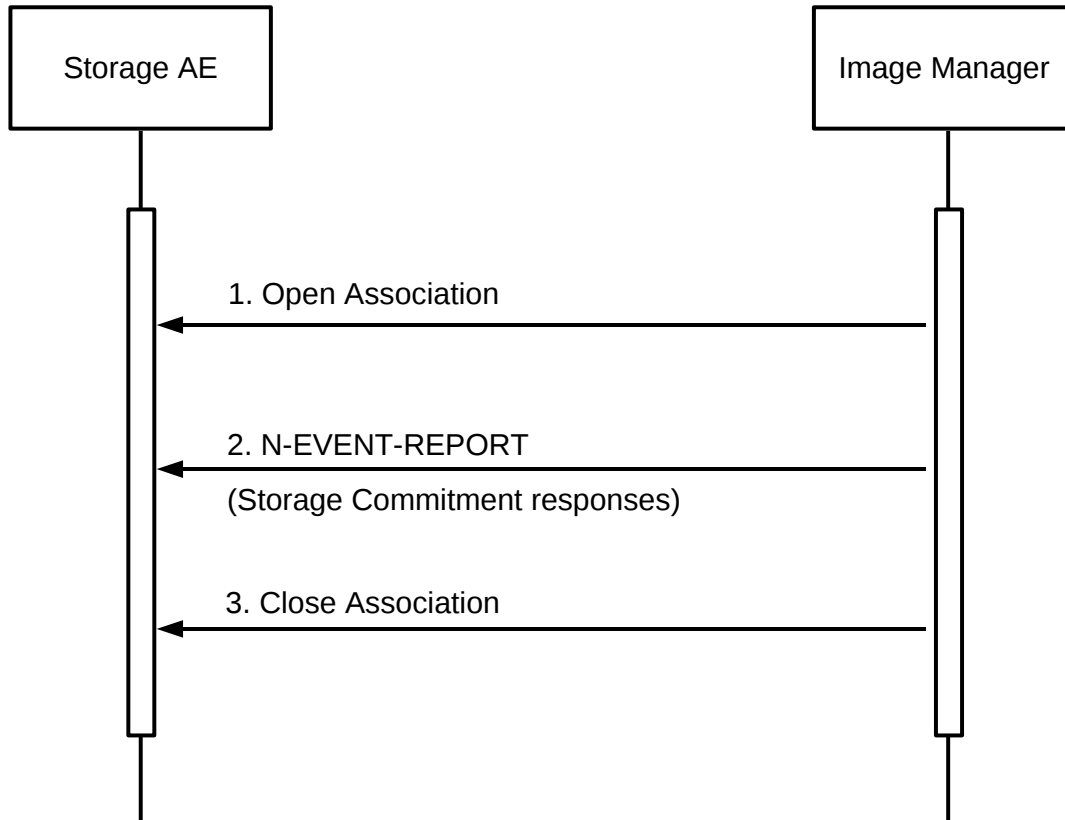 Storage AE
Image Manager
1. Open Association
2. N-EVENT-REPORT
(Storage Commitment responses)
3. Close Association